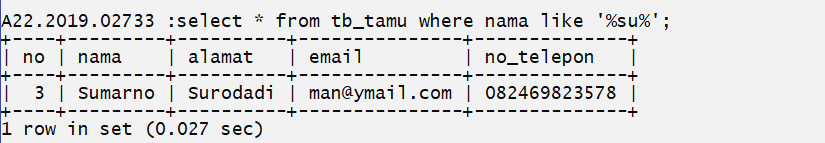 A22.2019.02733 :select * from tb_tamu where nama like '%su%';
+----+---------+----------+---------------+--------------+
| no | nama    | alamat   | email         | no_telepon   |
+----+---------+----------+---------------+--------------+
|  3 | Sumarno | Surodadi | man@ymail.com | 082469823578 |
+----+---------+----------+---------------+--------------+
1 row in set (0.027 sec)